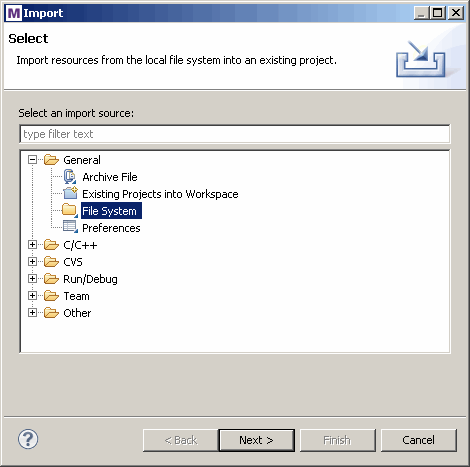 M Import
Select
Import resources from the local file system into an existing project.
Select an import source:
type filter text
General
Archive File
Existing Projects into Workspace
File System
Preferences
C/C++
CVS
Run/Debug
Team
Other
? < Back Next > Finish Cancel